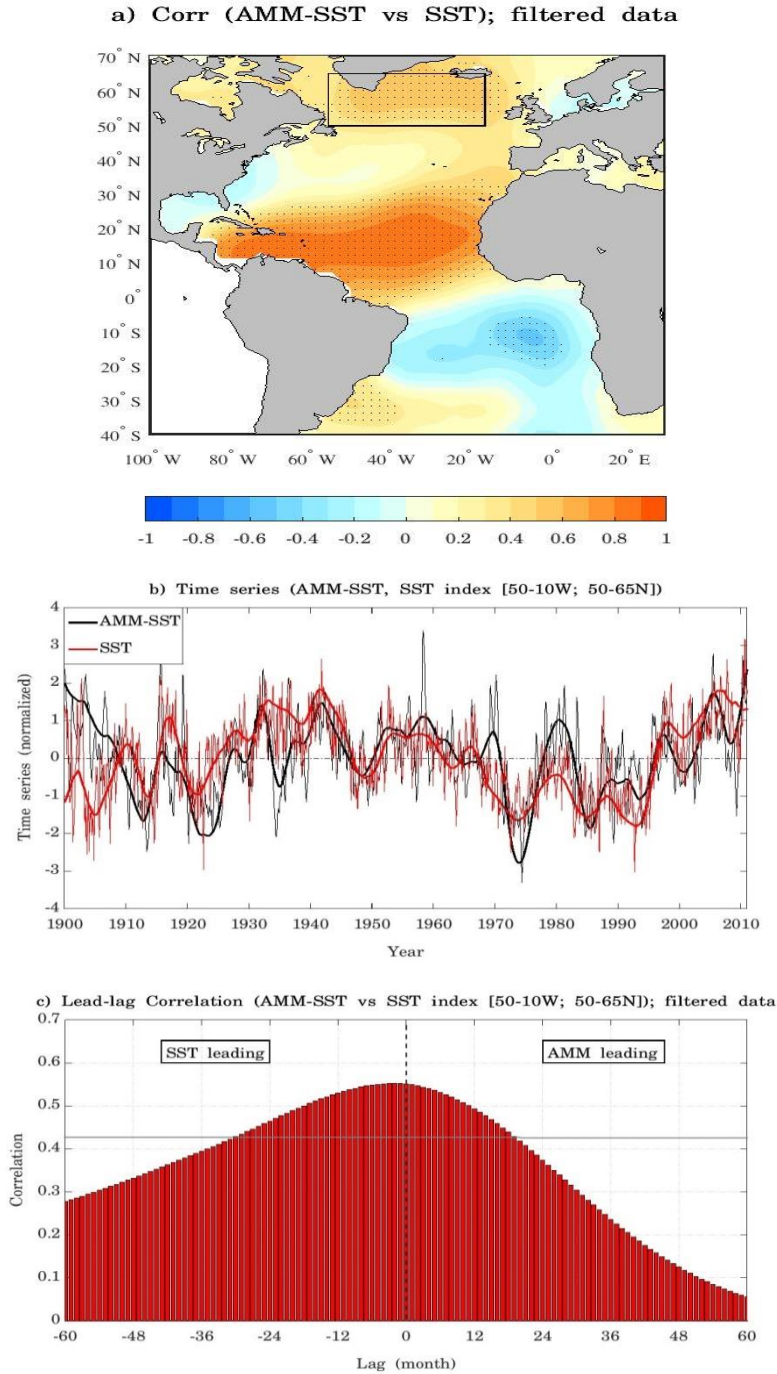 a) Corr (AMM-SST vs SST); filtered data
70° N
60° N
50° N
40° N
30° N
20° N
10° N
0°
10° S
20° S
30° S
40° S
100° W 80° W 60° W 40° W 20° W 0° 20° E
-1 -0.8 -0.6 -0.4 -0.2 0 0.2 0.4 0.6 0.8 1
b) Time series (AMM-SST, SST index [50-10W; 50-65N])
4
3
2
1
0
-1
-2
-3
-4
Time series (normalized)
AMM-SST
SST
1900 1910 1920 1930 1940 1950 1960 1970 1980 1990 2000 2010
Year
c) Lead-lag Correlation (AMM-SST vs SST index [50-10W; 50-65N]); filtered data
0.7
0.6
0.5
0.4
0.3
0.2
0.1
0
Correlation
SST leading
AMM leading
-60 -48 -36 -24 -12 0 12 24 36 48 60
Lag (month)